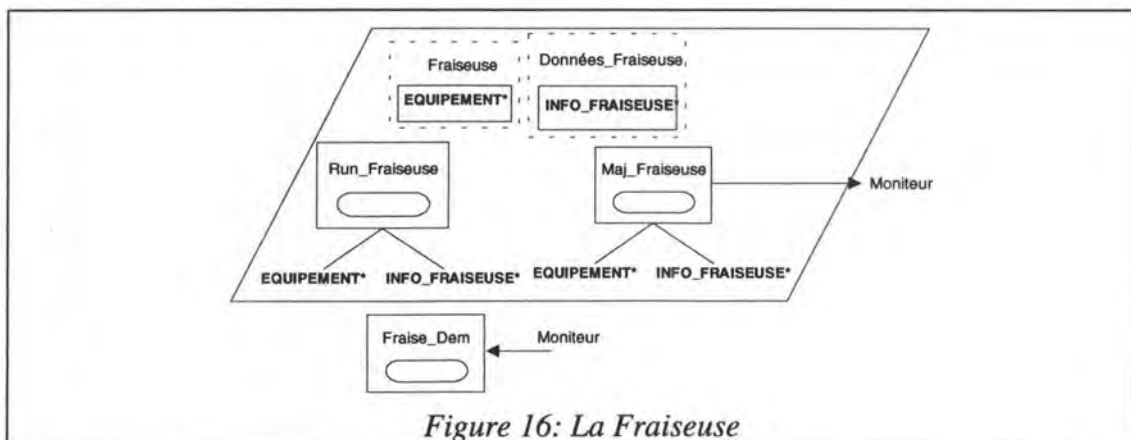 Fraiseuse
Données_Fraiseuse
EQUIPEMENT*
INFO_FRAISEUSE*
Run_Fraiseuse
Maj_Fraiseuse
Moniteur
EQUIPEMENT*
INFO_FRAISEUSE*
EQUIPEMENT*
INFO_FRAISEUSE*
Fraise_Dem
Moniteur
Figure 16: La Fraiseuse